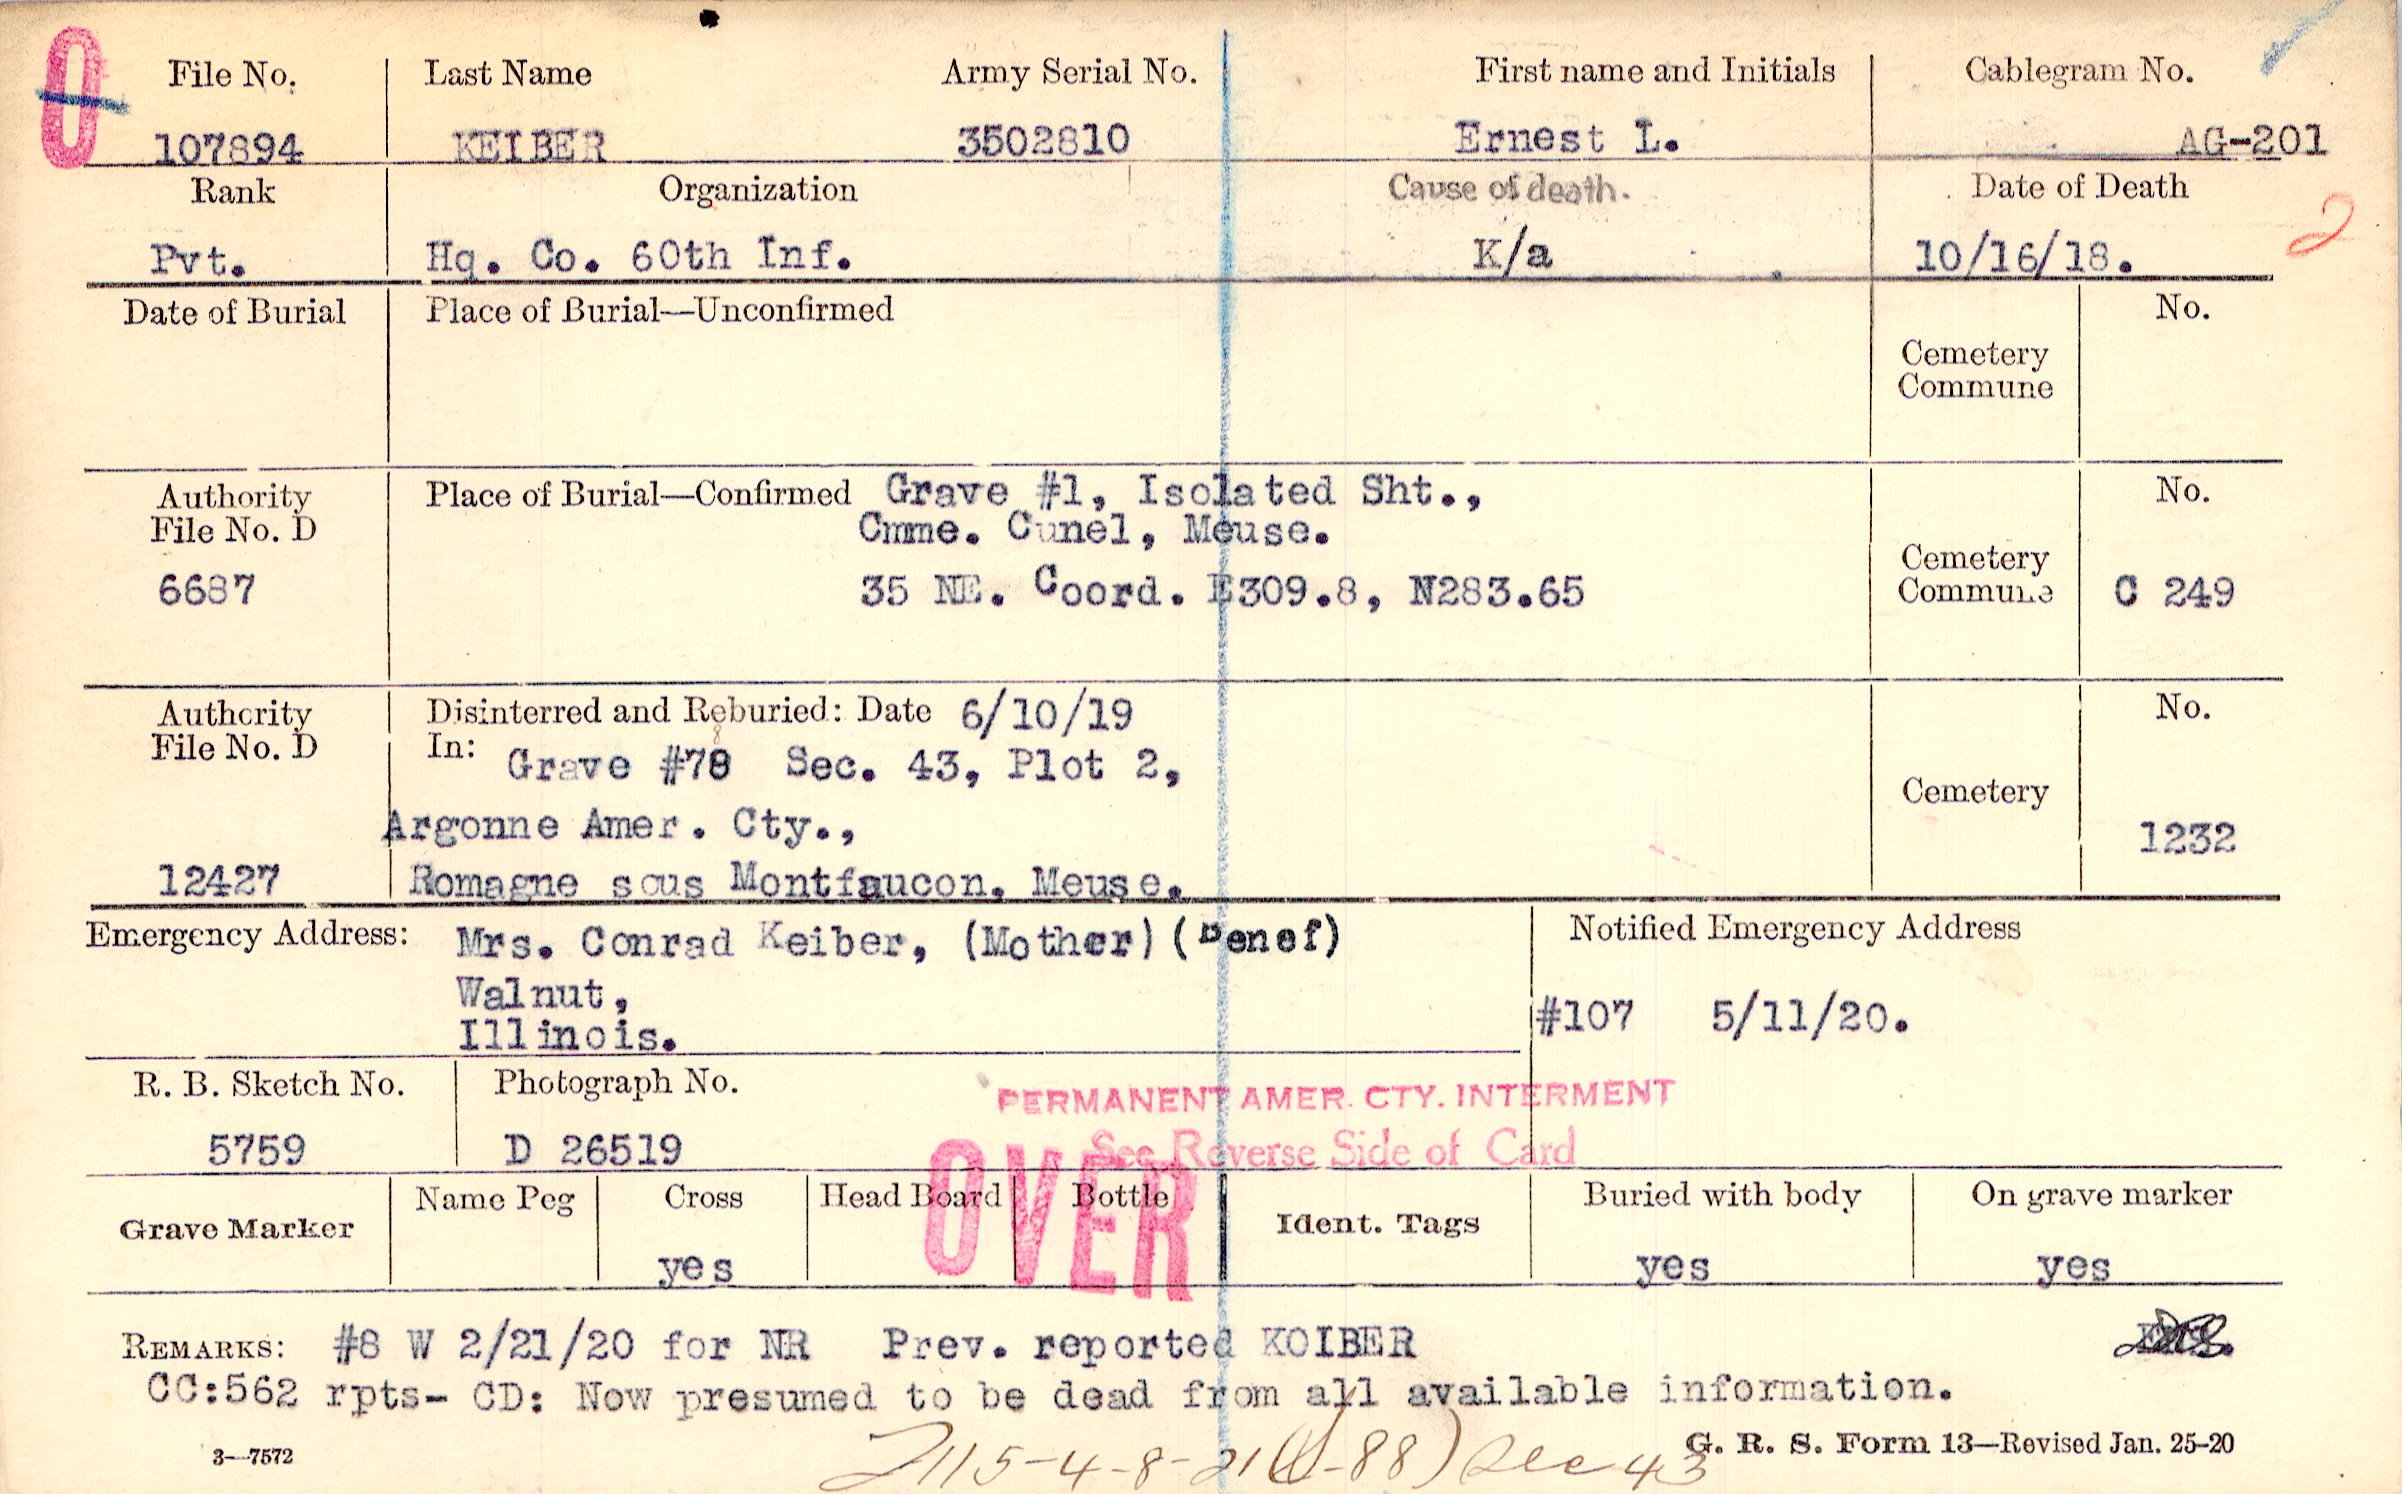 O
File No. Last Name Army Serial No. First name and Initials Cablegram No.
107894 KEIBER 3502810 Ernest L. AG-201
Rank Organization Cause of death. Date of Death
2
Pvt. Hq. Co. 60th Inf. K/a 10/16/18.
Date of Burial Place of Burial—Unconfirmed No.
Cemetery
Commune
Authority Place of Burial—Confirmed Grave #1, Isolated Sht., No.
File No. D Cmme. Cunel, Meuse.
Cemetery
6687 35 NE. Coord. E309.8, N283.65 Commune C 249
Authority Disinterred and Reburied: Date 6/10/19 No.
File No. D In: Grave #78 Sec. 43, Plot 2,
Cemetery
Argonne Amer. Cty., 1232
12427 Romagne sous Montfaucon, Meuse.
Emergency Address: Mrs. Conrad Keiber, (Mother) (Benef) Notified Emergency Address
Walnut, #107 5/11/20.
Illinois.
R. B. Sketch No. Photograph No. PERMANENT AMER. CTY. INTERMENT
5759 D 26519 See Reverse Side of Card
OVER
Grave Marker Name Peg Cross Head Board Bottle Ident. Tags Buried with body On grave marker
yes yes yes
REMARKS: #8 W 2/21/20 for NR Prev. reported KOIBER
CC:562 rpts- CD: Now presumed to be dead from all available information.
3—7572 G. R. S. Form 13—Revised Jan. 25-20
-4-8-21 -88) Sec 43